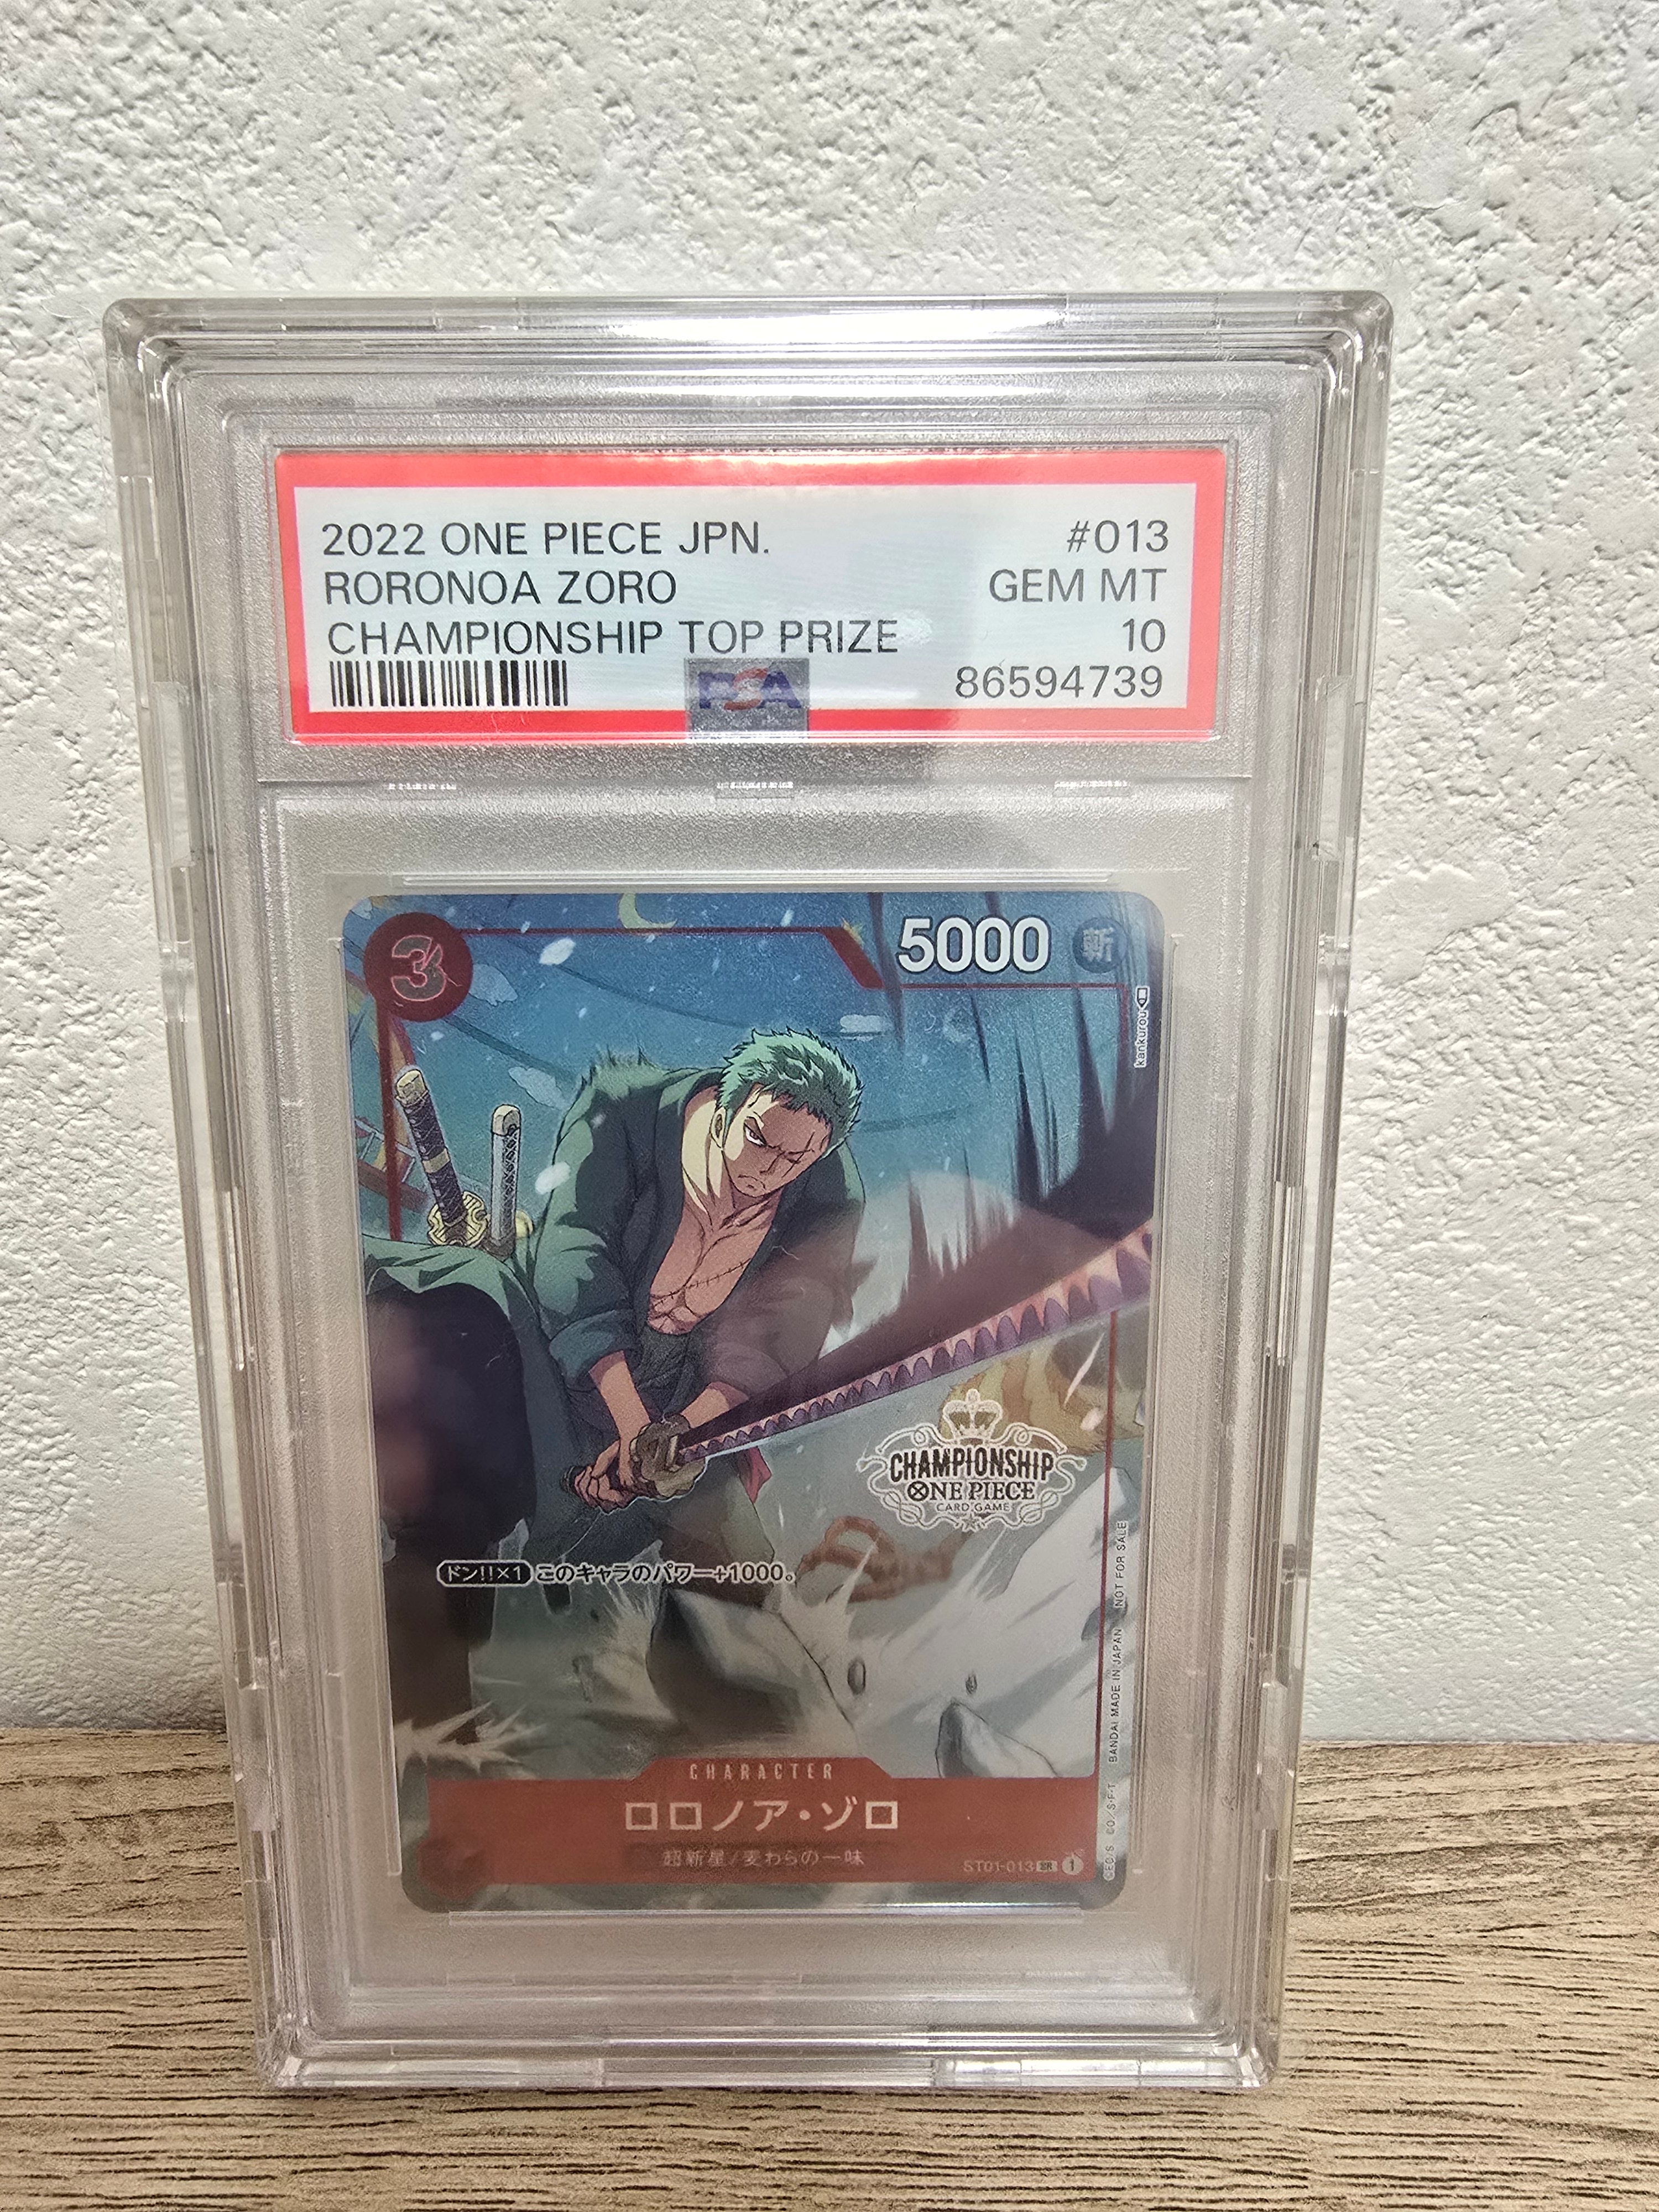 2022 ONE PIECE JPN. #013
RORONOA ZORO GEM MT
CHAMPIONSHIP TOP PRIZE 10
86594739
PSA
3
5000 斬
kankurou
CHAMPIONSHIP
ONE PIECE
CARD GAME
ドン!!×1 このキャラのパワー+1000。
BANDAI MADE IN JAPAN NOT FOR SALE
CHARACTER
ロロノア・ゾロ
超新星/麦わらの一味
ST01-013 SR 1